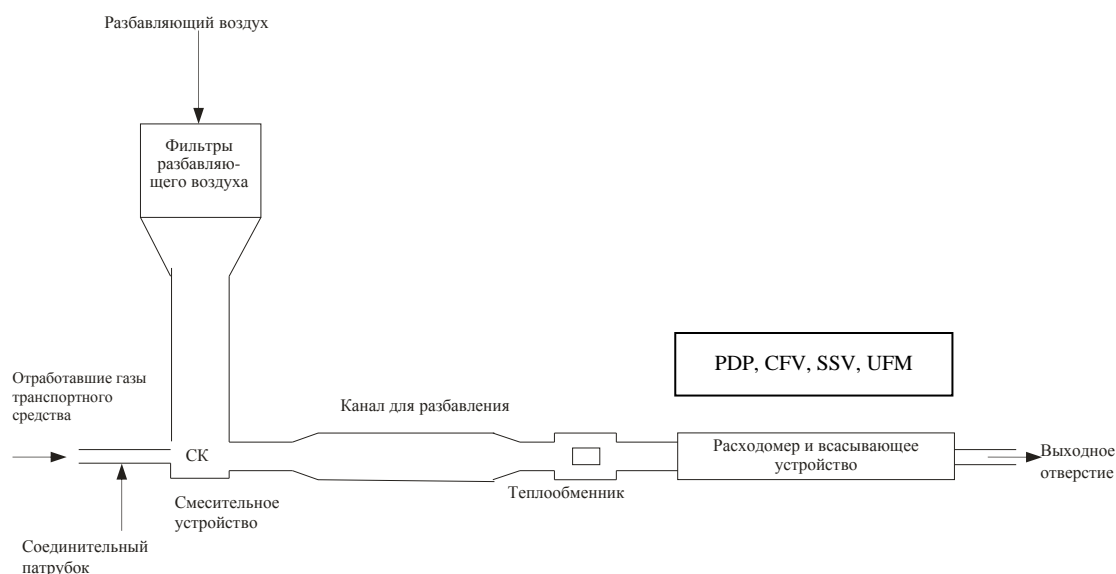 Разбавляющий воздух
Фильтры
разбавляю-
щего воздуха
PDP, CFV, SSV, UFM
Отработавшие газы
транспортного
средства
Канал для разбавления
СК
Расходомер и всасывающее
устройство
Выходное
отверстие
Теплообменник
Смесительное
устройство
Соединительный
патрубок